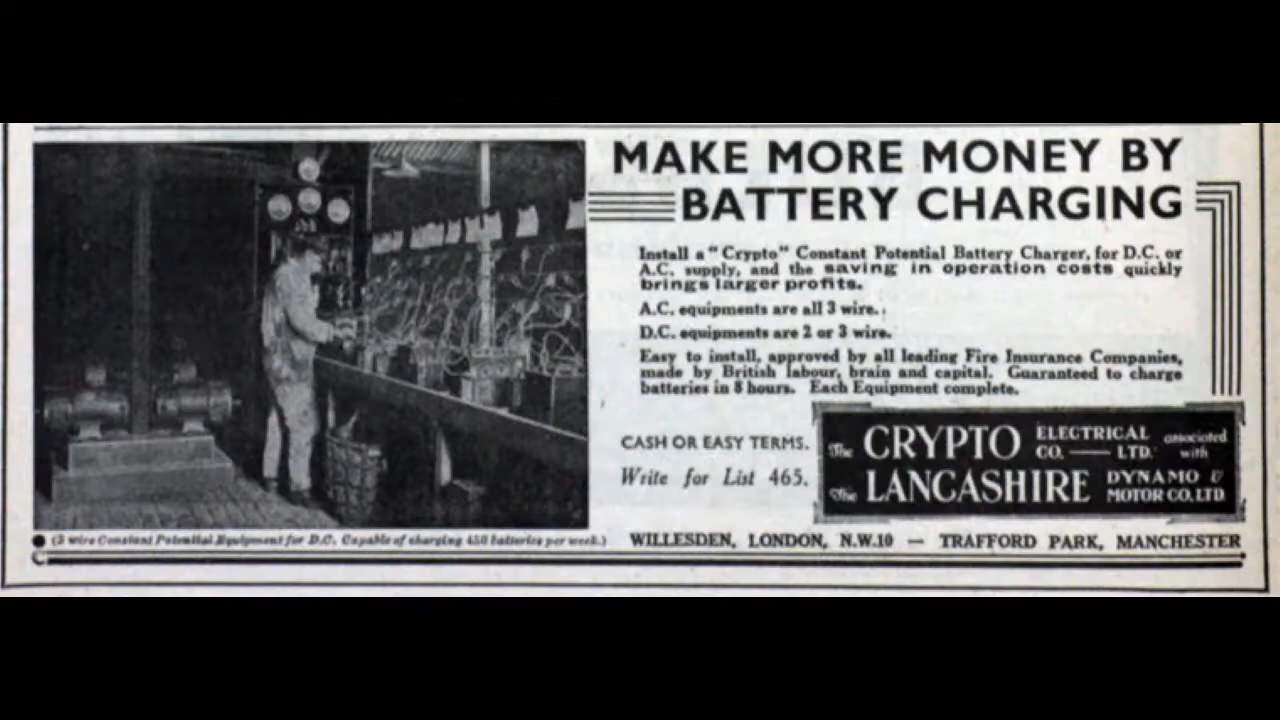 MAKE MORE MONEY BY
BATTERY CHARGING
Install a "Crypto" Constant Potential Battery Charger, for D.C. or
A.C. supply, and the saving in operation costs quickly
brings larger profits.
A.C. equipments are all 3 wire.
D.C. equipments are 2 or 3 wire.
Easy to install, approved by all leading Fire Insurance Companies,
made by British labour, brain and capital. Guaranteed to charge
batteries in 8 hours. Each Equipment complete.
CASH OR EASY TERMS.
Write for List 465.
The CRYPTO ELECTRICAL CO. LTD. associated with
The LANCASHIRE DYNAMO & MOTOR CO. LTD
(3 wire Constant Potential Equipment for D.C. Capable of charging 450 batteries per week.)
WILLESDEN, LONDON, N.W.10 — TRAFFORD PARK, MANCHESTER